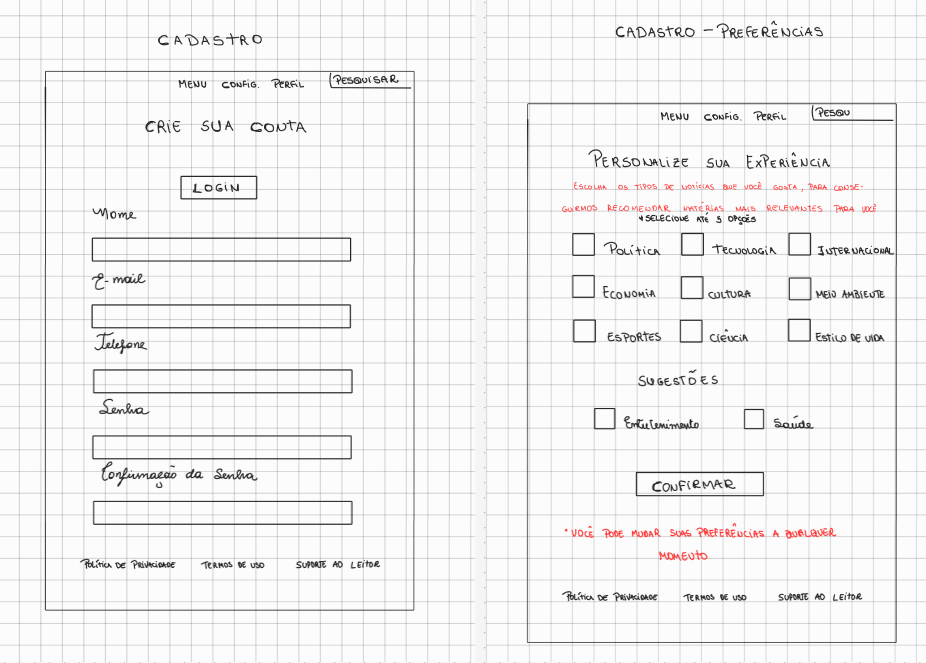 CADASTRO
MENU CONFIG. PERFIL PESQUISAR
CRIE SUA CONTA
LOGIN
Nome
E-mail
Telefone
Senha
Confirmação da Senha
Política de Privacidade Termos de uso Suporte ao Leitor
CADASTRO - PREFERÊNCIAS
MENU CONFIG. PERFIL PESQU
PERSONALIZE SUA EXPERIÊNCIA
ESCOLHA OS TIPOS DE NOTÍCIAS QUE VOCÊ GOSTA, PARA CONSE-
GUIRMOS RECOMENDAR MATÉRIAS MAIS RELEVANTES PARA VOCÊ
*SELECIONE ATÉ 5 OPÇÕES
POLÍTICA TECNOLOGIA INTERNACIONAL
ECONOMIA CULTURA MEIO AMBIENTE
ESPORTES CIÊNCIA ESTILO DE VIDA
SUGESTÕES
Entretenimento Saúde
CONFIRMAR
*VOCÊ PODE MUDAR SUAS PREFERÊNCIAS A QUALQUER
MOMENTO
Política de Privacidade Termos de uso Suporte ao Leitor